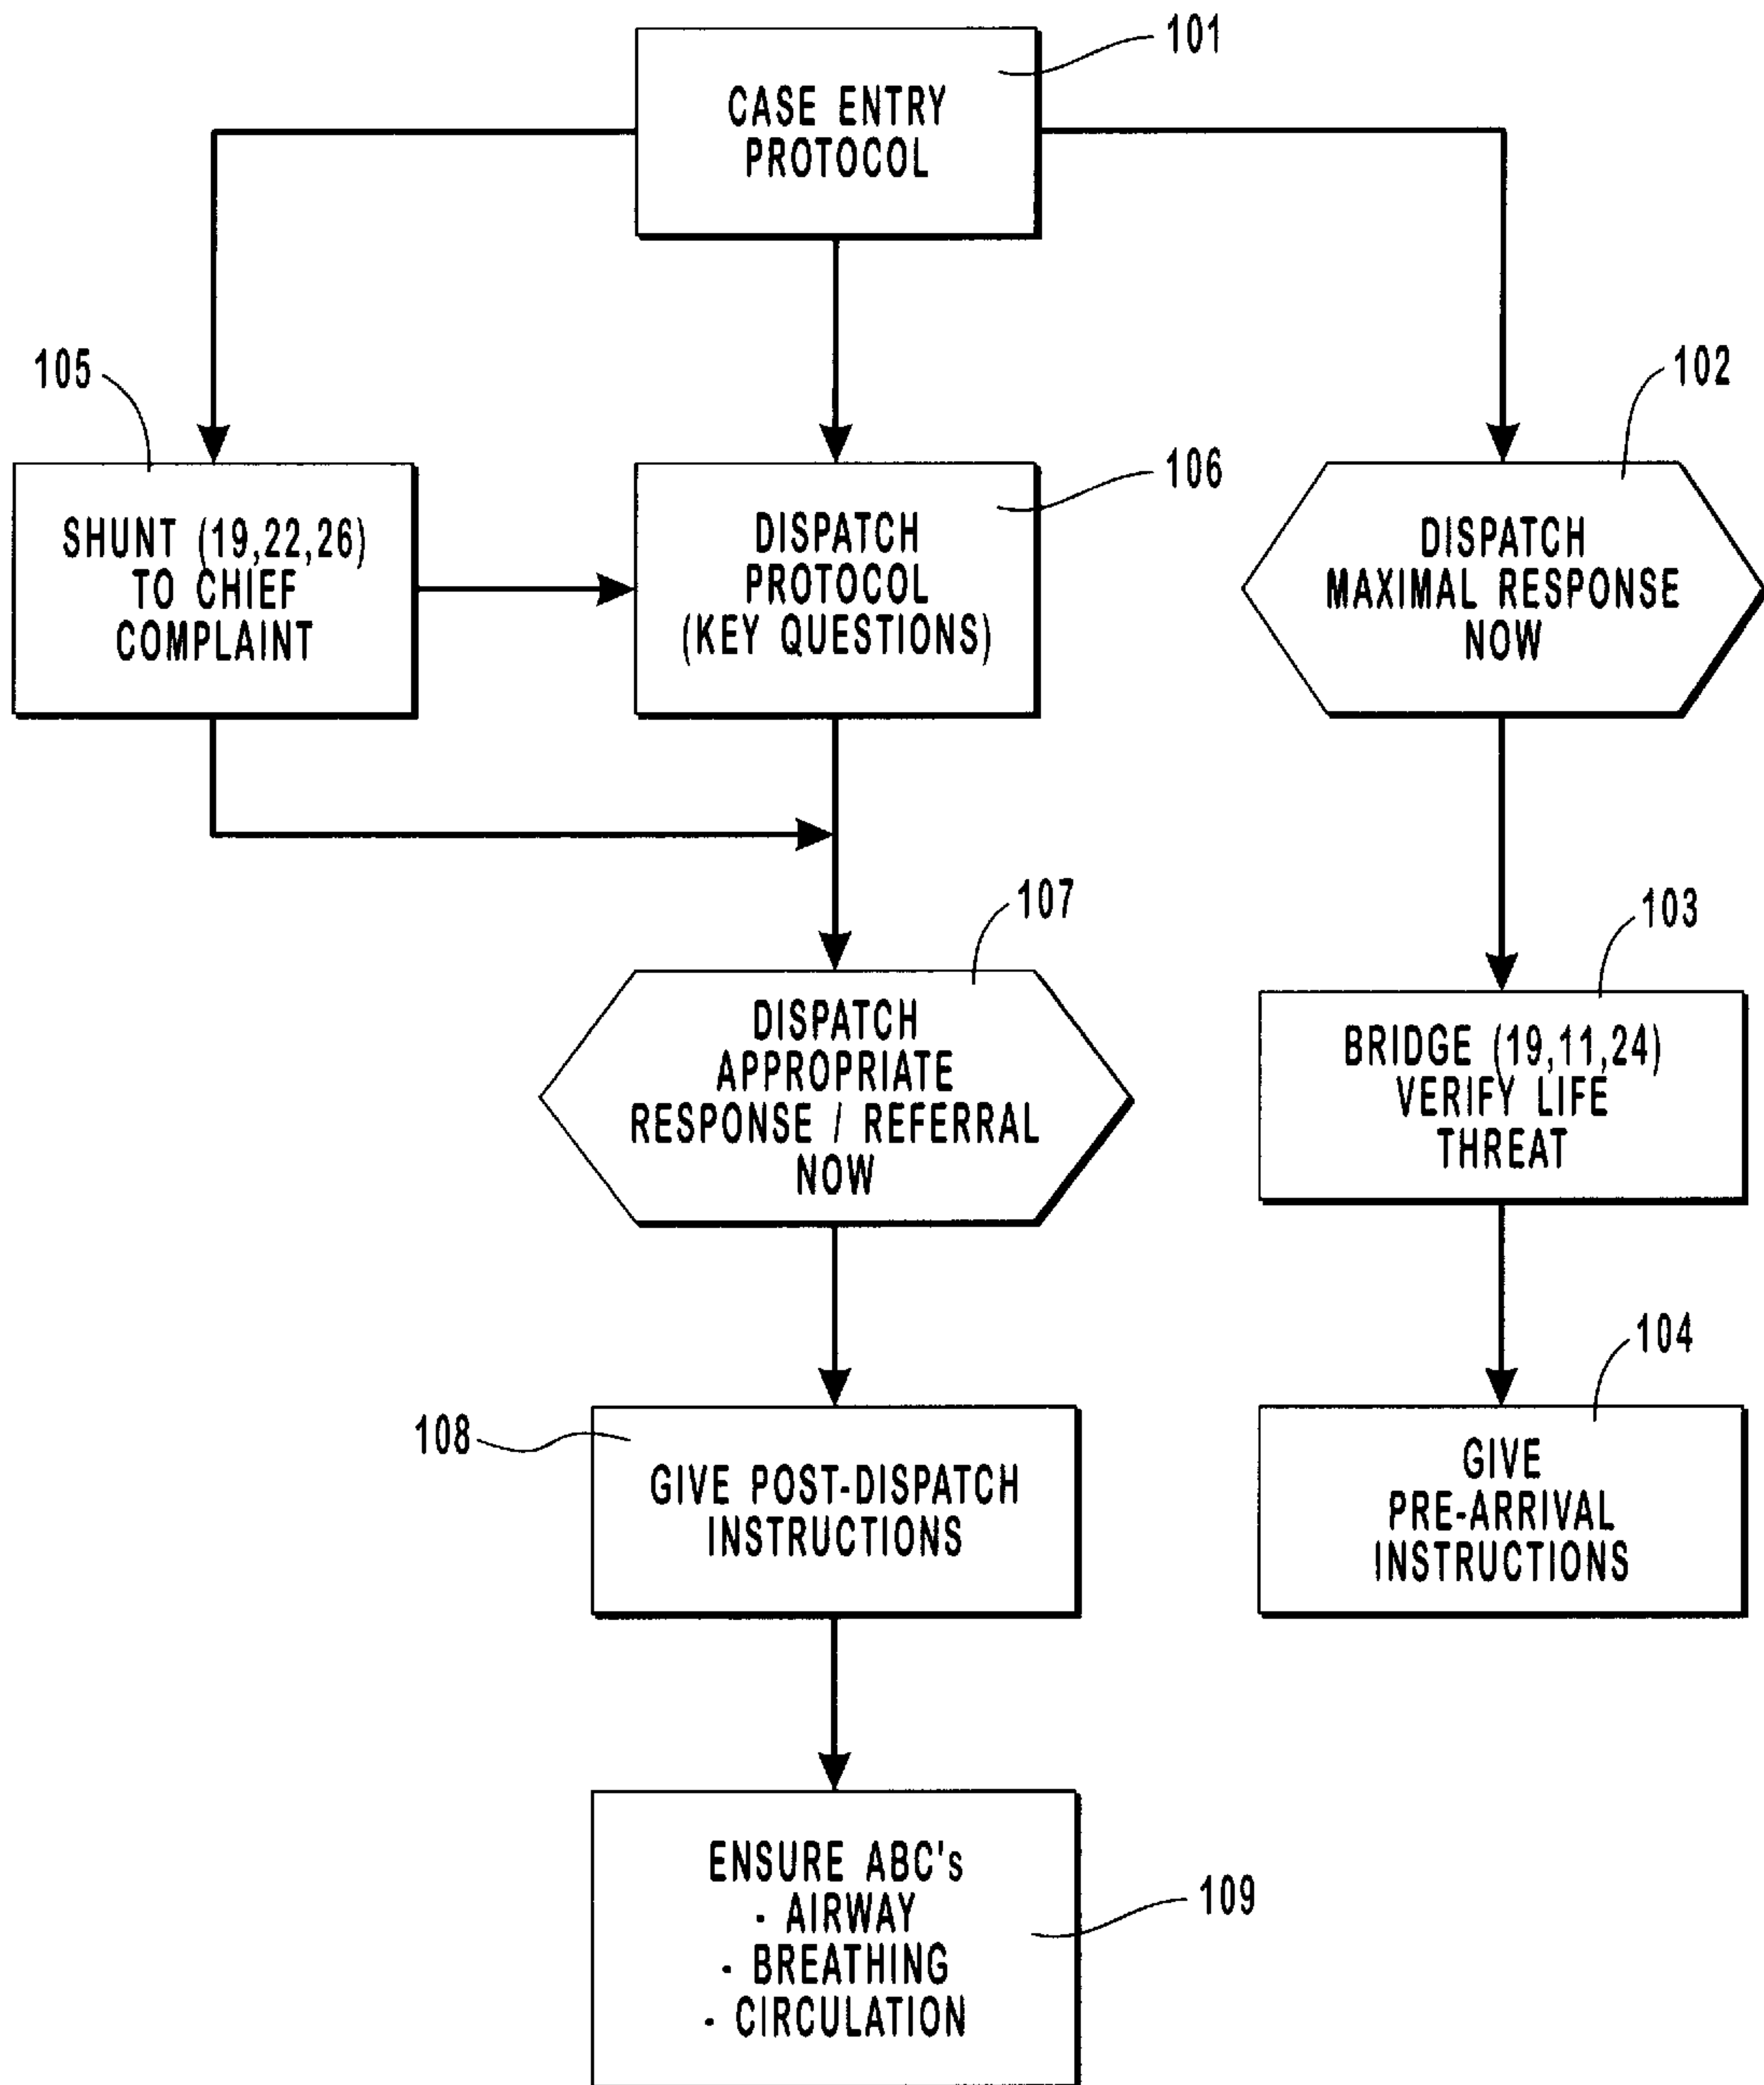 101
CASE ENTRY
PROTOCOL
105
102
106
SHUNT (19,22,26)
TO CHIEF
COMPLAINT
DISPATCH
PROTOCOL
(KEY QUESTIONS)
DISPATCH
MAXIMAL RESPONSE
NOW
107
103
DISPATCH
APPROPRIATE
RESPONSE / REFERRAL
NOW
BRIDGE (19,11,24)
VERIFY LIFE
THREAT
104
108
GIVE POST-DISPATCH
INSTRUCTIONS
GIVE
PRE-ARRIVAL
INSTRUCTIONS
109
ENSURE ABC's
- AIRWAY
- BREATHING
- CIRCULATION